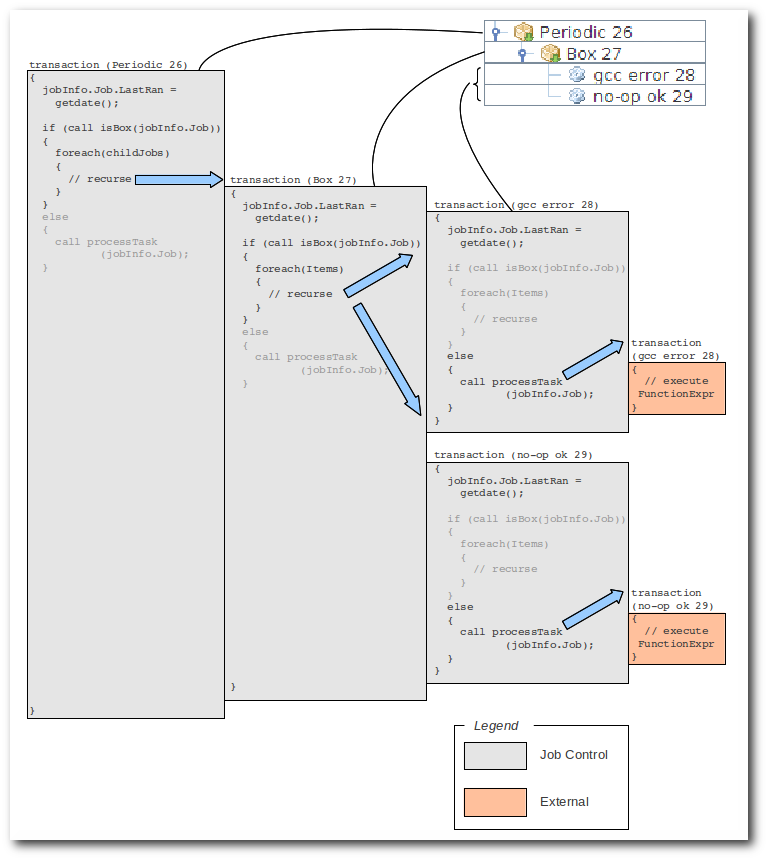 Periodic 26
Box 27
gcc error 28
no-op ok 29
transaction (Periodic 26)
{
jobInfo.Job.LastRan =
getdate();
if (call isBox(jobInfo.Job))
{
foreach(childJobs)
{
// recurse
}
}
else
{
call processTask
(jobInfo.Job);
}
}
transaction (Box 27)
{
jobInfo.Job.LastRan =
getdate();
if (call isBox(jobInfo.Job))
{
foreach(Items)
{
// recurse
}
}
else
{
call processTask
(jobInfo.Job);
}
}
transaction (gcc error 28)
{
jobInfo.Job.LastRan =
getdate();
if (call isBox(jobInfo.Job))
{
foreach(Items)
{
// recurse
}
}
else
{
call processTask
(jobInfo.Job);
}
}
transaction
(gcc error 28)
{
// execute
FunctionExpr
}
transaction (no-op ok 29)
{
jobInfo.Job.LastRan =
getdate();
if (call isBox(jobInfo.Job))
{
foreach(Items)
{
// recurse
}
}
else
{
call processTask
(jobInfo.Job);
}
}
transaction
(no-op ok 29)
{
// execute
FunctionExpr
}
Legend
Job Control
External